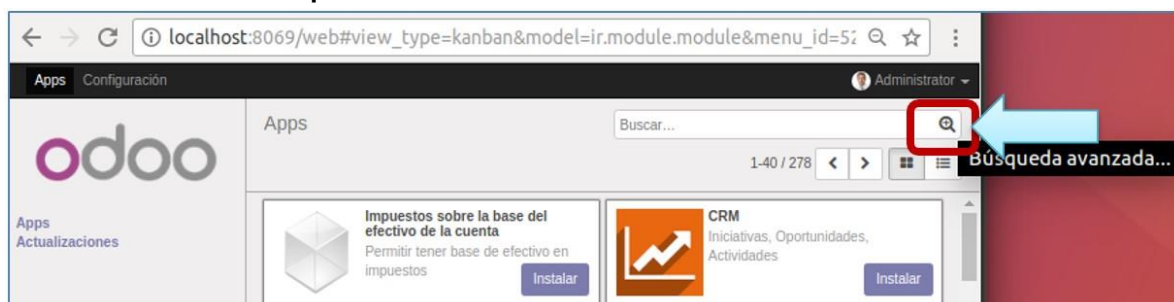 localhost:8069/web#view_type=kanban&model=ir.module.module&menu_id=52
Apps Configuración Administrator
odoo
Apps
Buscar...
Búsqueda avanzada...
1-40 / 278
Apps
Actualizaciones
Impuestos sobre la base del
efectivo de la cuenta
Permitir tener base de efectivo en
impuestos
Instalar
CRM
Iniciativas, Oportunidades,
Actividades
Instalar